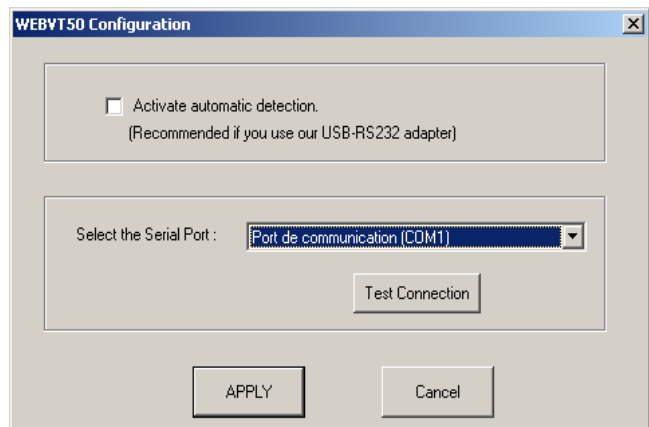 WEBVT50 Configuration
Activate automatic detection.
(Recommended if you use our USB-RS232 adapter)
Select the Serial Port :
Port de communication (COM1)
Test Connection
APPLY
Cancel